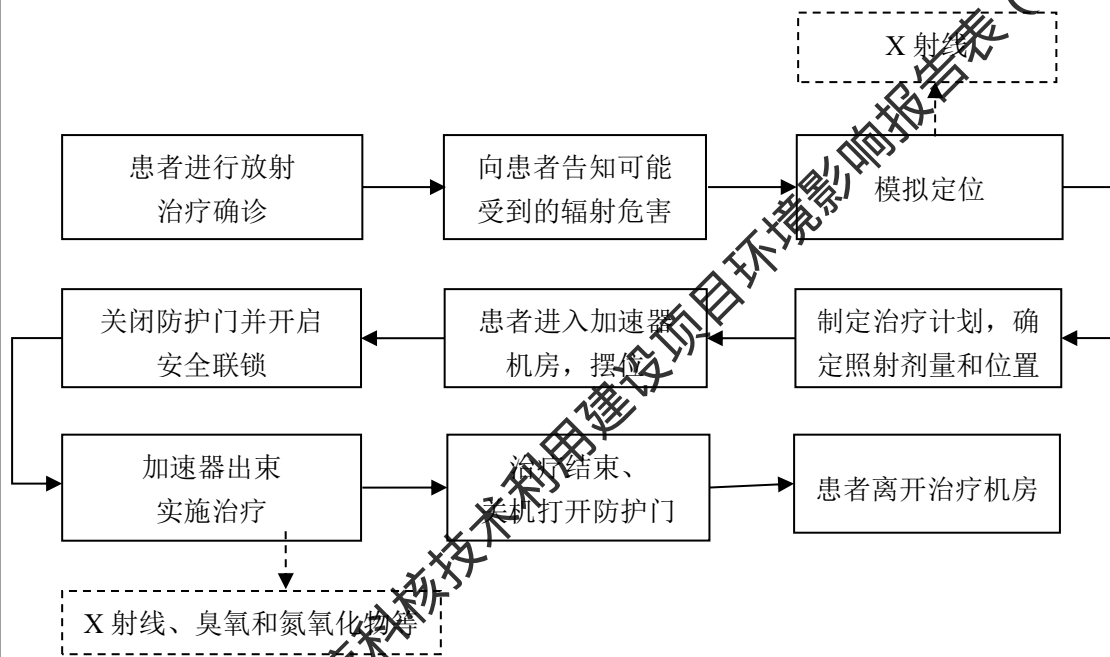 X 射线
患者进行放射
治疗确诊
向患者告知可能
受到的辐射危害
模拟定位
关闭防护门并开启
安全联锁
患者进入加速器
机房，摆位
制定治疗计划，确
定照射剂量和位置
加速器出束
实施治疗
治疗结束、
关机打开防护门
患者离开治疗机房
X 射线、臭氧和氮氧化物等
科核技术利用建设项目环境影响报告表（